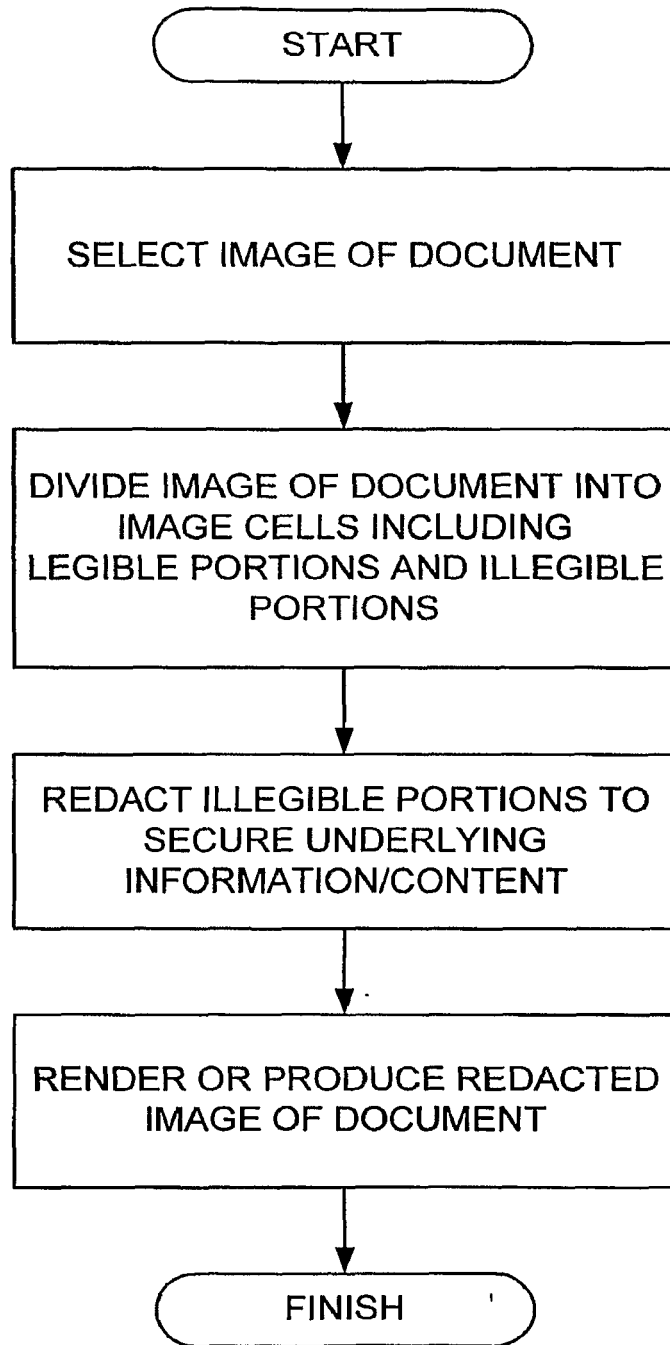 START
SELECT IMAGE OF DOCUMENT
DIVIDE IMAGE OF DOCUMENT INTO
IMAGE CELLS INCLUDING
LEGIBLE PORTIONS AND ILLEGIBLE
PORTIONS
REDACT ILLEGIBLE PORTIONS TO
SECURE UNDERLYING
INFORMATION/CONTENT
RENDER OR PRODUCE REDACTED
IMAGE OF DOCUMENT
FINISH